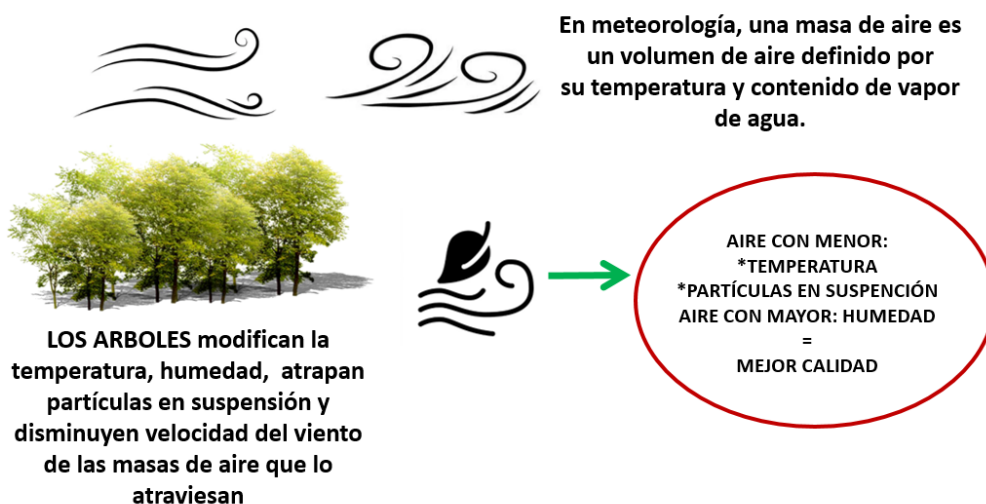 En meteorología, una masa de aire es
un volumen de aire definido por
su temperatura y contenido de vapor
de agua.
LOS ARBOLES modifican la
temperatura, humedad,  atrapan
partículas en suspensión y
disminuyen velocidad del viento
de las masas de aire que lo
atraviesan
AIRE CON MENOR:
*TEMPERATURA
*PARTÍCULAS EN SUSPENCIÓN
AIRE CON MAYOR: HUMEDAD
=
MEJOR CALIDAD